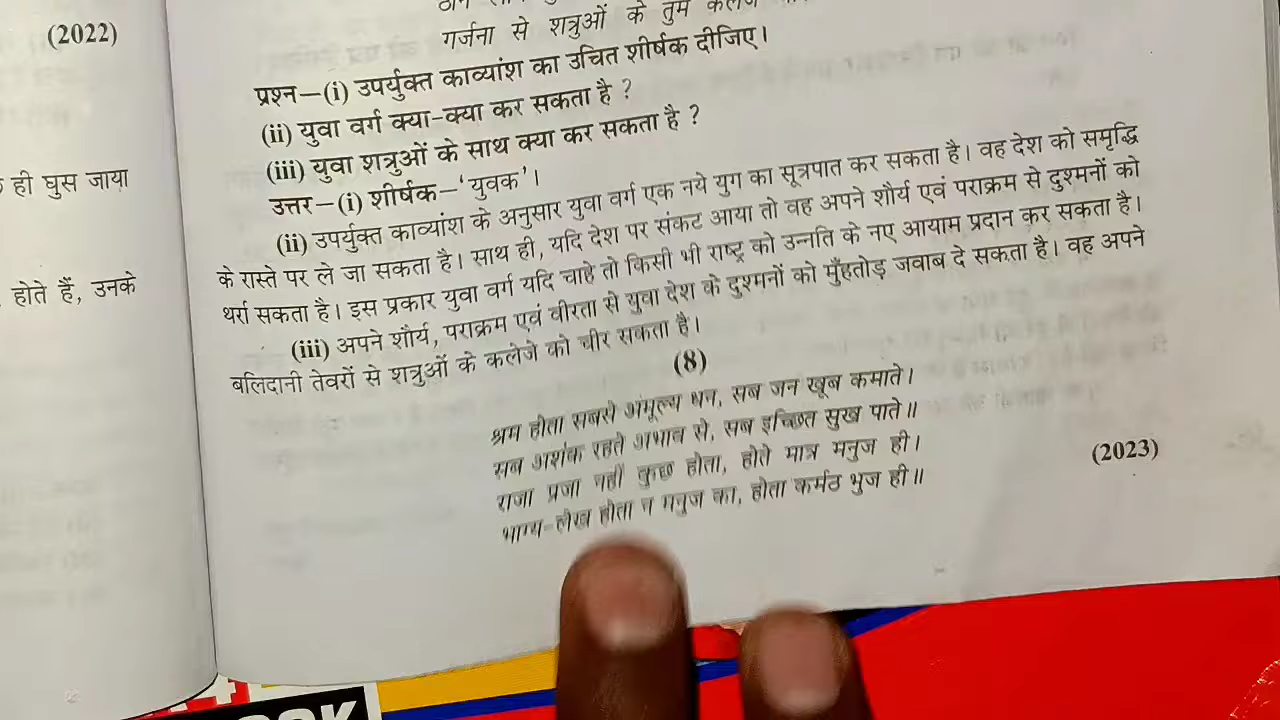 (2022)
ही घुस जाया
होते हैं, उनके
गर्जना से शत्रुओं के तुम
प्रश्न—(i) उपर्युक्त काव्यांश का उचित शीर्षक दीजिए।
(ii) युवा वर्ग क्या-क्या कर सकता है ?
(iii) युवा शत्रुओं के साथ क्या कर सकता है ?
उत्तर—(i) शीर्षक—'युवक'।
(ii) उपर्युक्त काव्यांश के अनुसार युवा वर्ग एक नये युग का सूत्रपात कर सकता है। वह देश को समृद्धि
के रास्ते पर ले जा सकता है। साथ ही, यदि देश पर संकट आया तो वह अपने शौर्य एवं पराक्रम से दुश्मनों को
थर्रा सकता है। इस प्रकार युवा वर्ग यदि चाहे तो किसी भी राष्ट्र को उन्नति के नए आयाम प्रदान कर सकता है।
(iii) अपने शौर्य, पराक्रम एवं वीरता से युवा देश के दुश्मनों को मुँहतोड़ जवाब दे सकता है। वह अपने
बलिदानी तेवरों से शत्रुओं के कलेजे को चीर सकता है।
(8)
श्रम होता सबसे अमूल्य धन, सब जन खूब कमाते।
सब अशंक रहते अभाव से, सब इच्छित सुख पाते॥
राजा प्रजा नहीं कुछ होता, होते मात्र मनुज ही।
भाग्य-लेख होता न मनुज का, होता कर्मठ भुज ही॥
(2023)